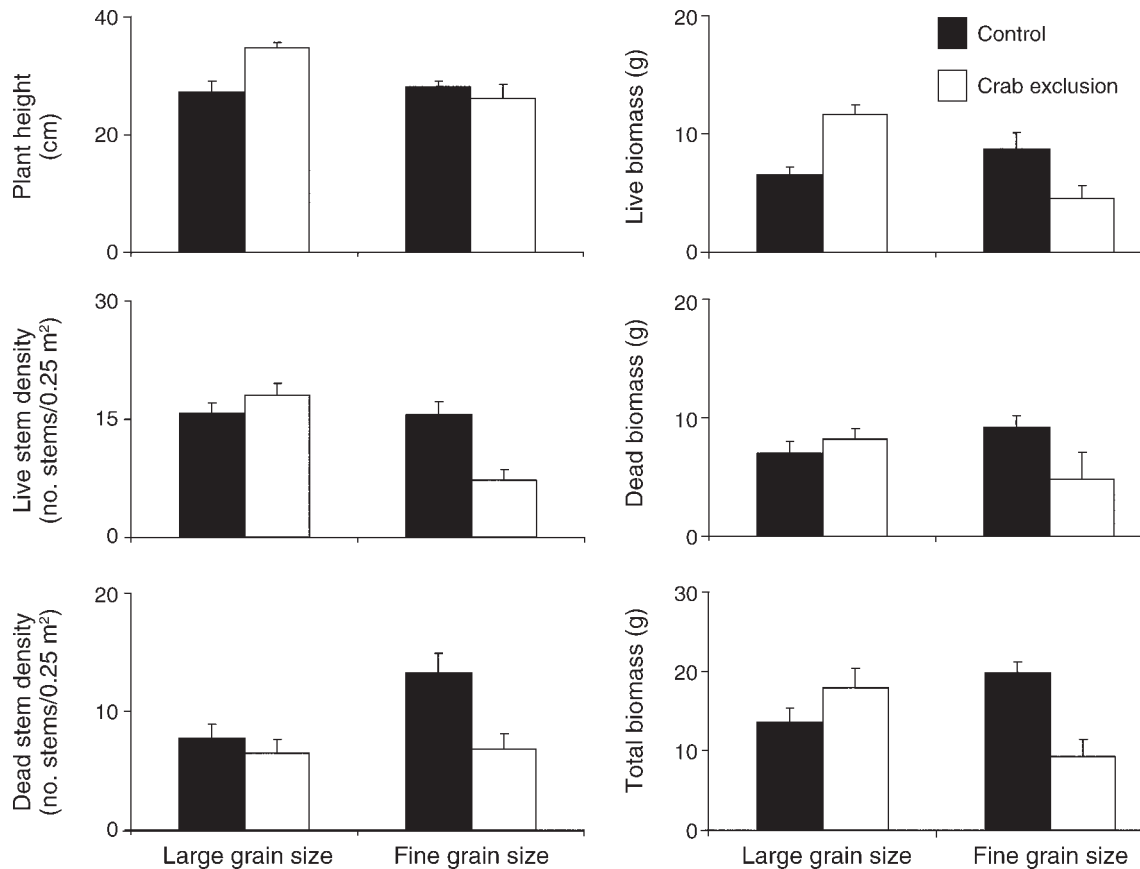 40
20
0
Plant height
(cm)
20
10
0
Live biomass (g)
Control
Crab exclusion
30
15
0
Live stem density
(no. stems/0.25 m²)
20
10
0
Dead biomass (g)
20
10
0
Dead stem density
(no. stems/0.25 m²)
Large grain size
Fine grain size
30
20
10
0
Total biomass (g)
Large grain size
Fine grain size